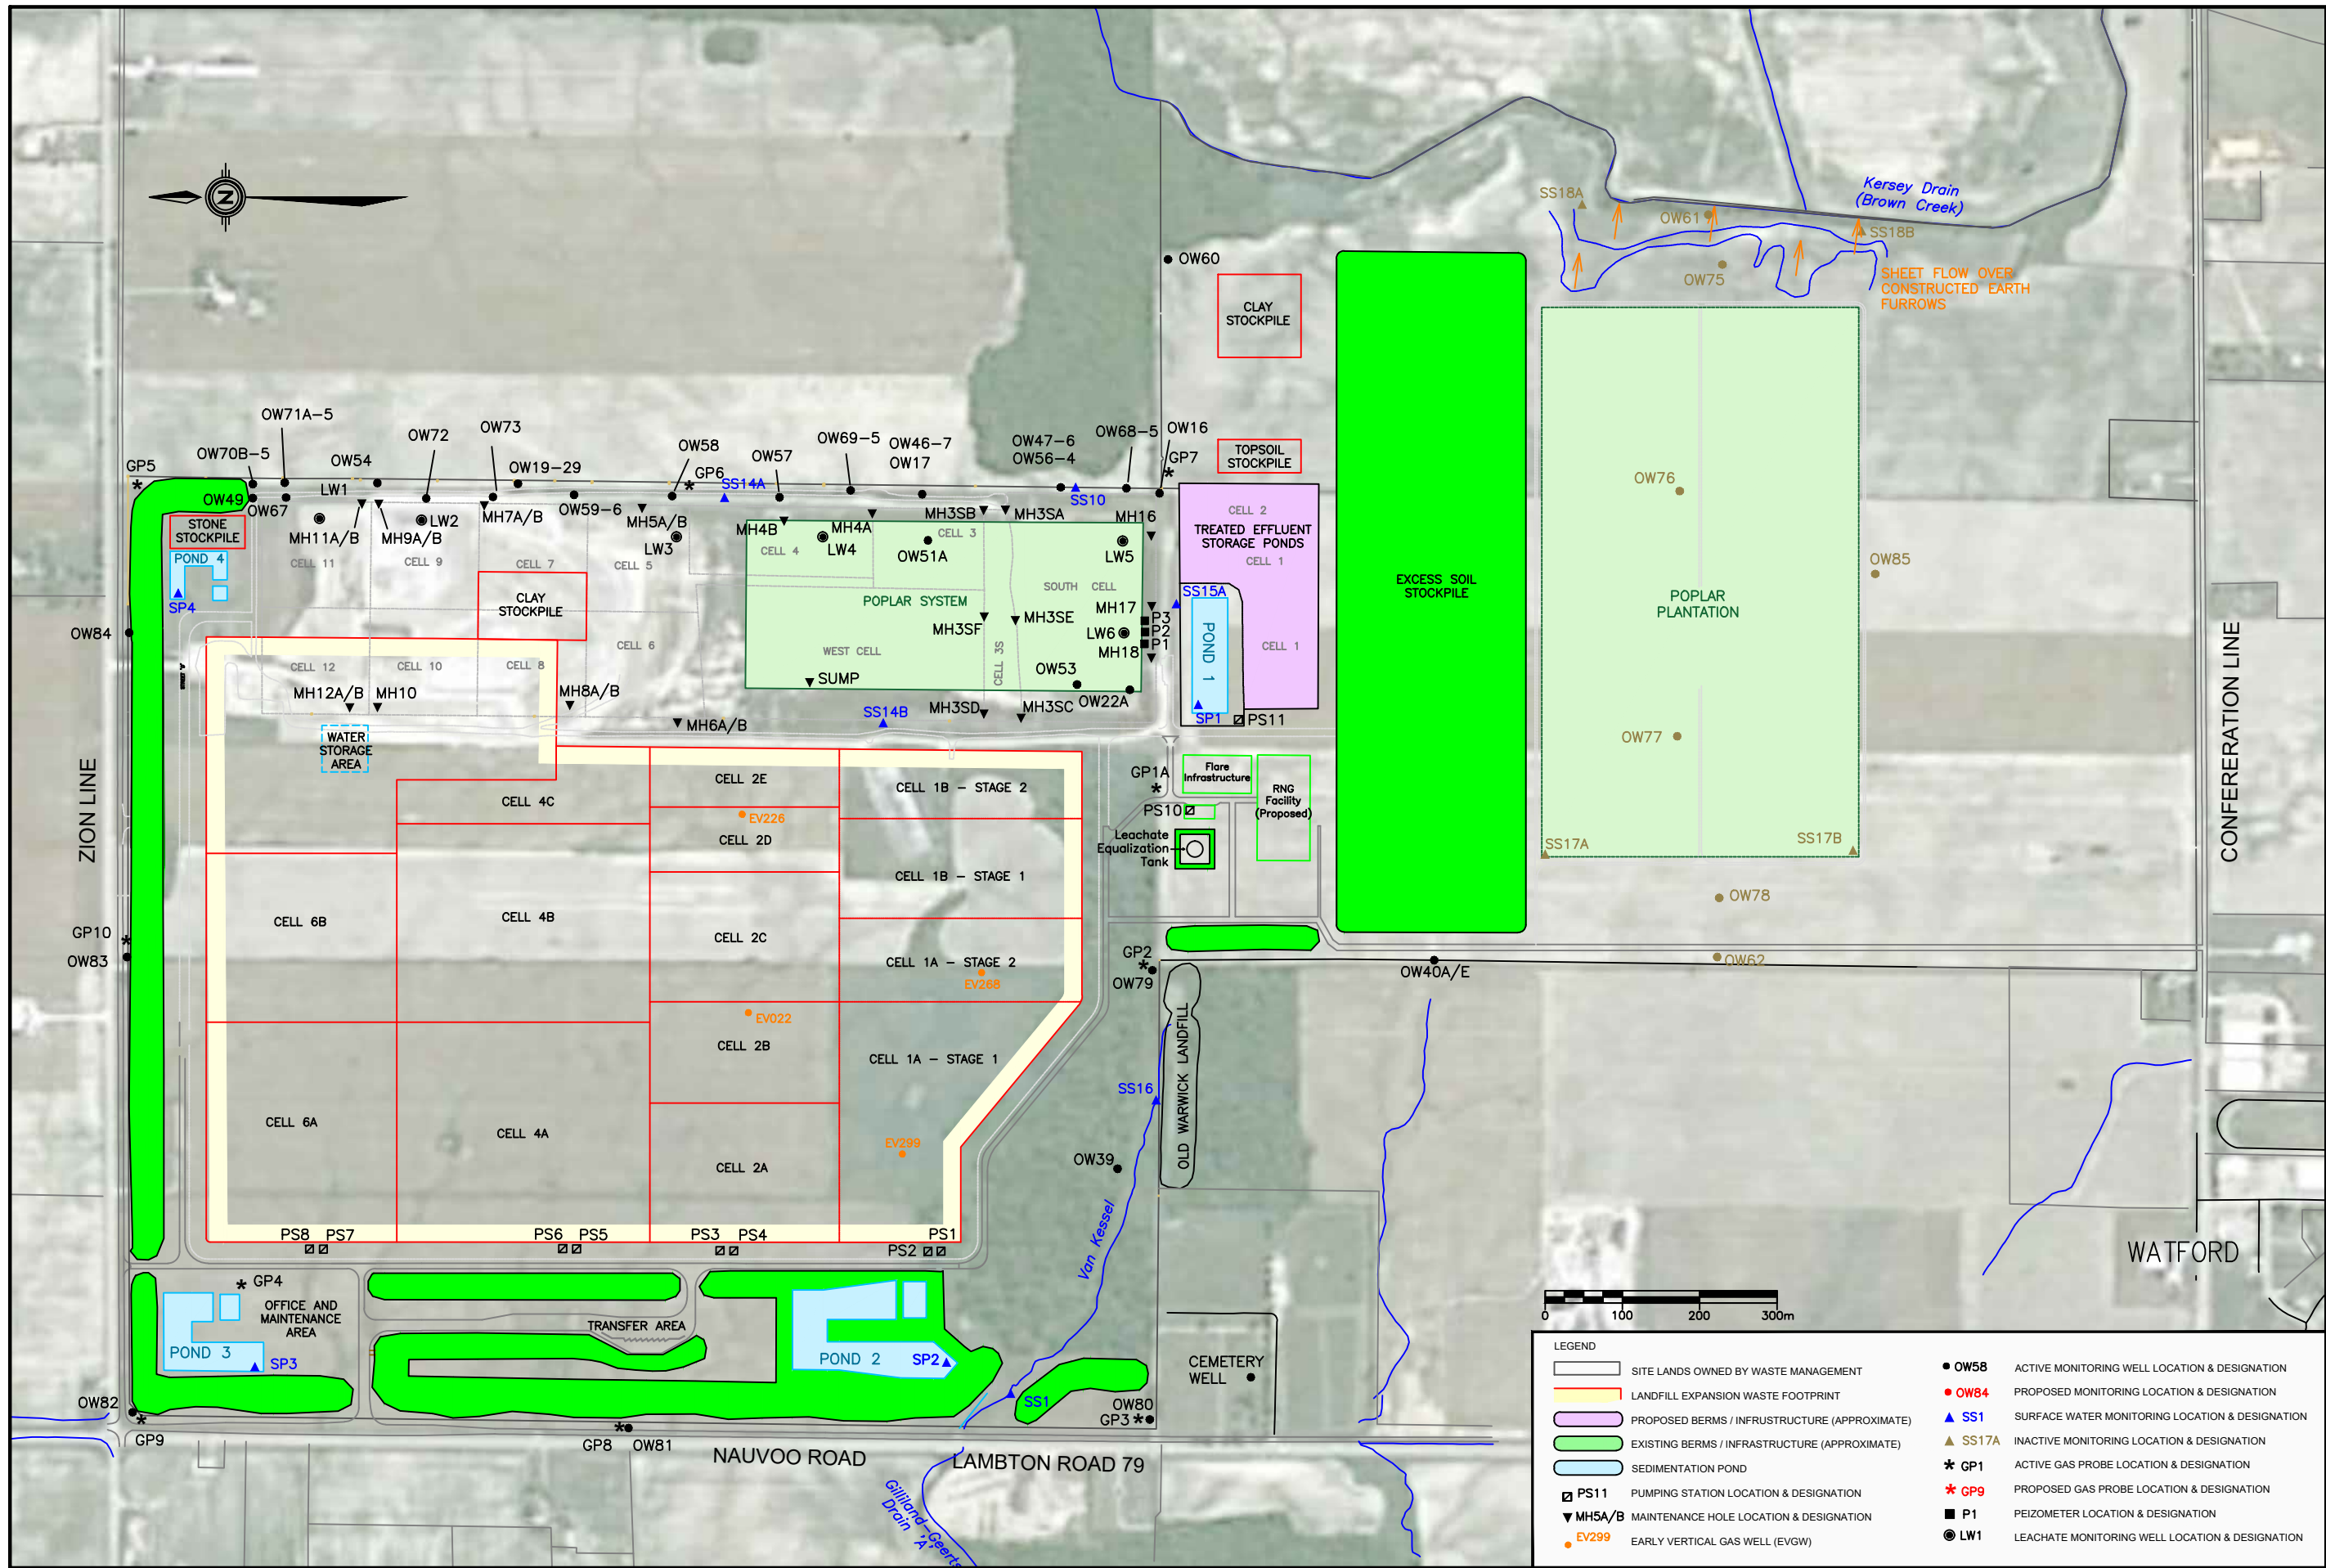 N
Kersey Drain
(Brown Creek)
SS18A
OW61
SS18B
OW75
SHEET FLOW OVER
CONSTRUCTED EARTH
FURROWS
OW60
CLAY
STOCKPILE
TOPSOIL
STOCKPILE
OW71A-5
OW70B-5
GP5
OW54
OW72
OW73
OW19-29
OW58
GP6
OW57
OW69-5
OW46-7
OW17
OW47-6
OW56-4
OW68-5
OW16
GP7
SS14A
SS10
OW49
OW67
LW1
LW2
MH11A/B
MH9A/B
MH7A/B
OW59-6
MH5A/B
LW3
MH4B
MH4A
LW4
OW51A
MH3SB
MH3SA
MH16
LW5
STONE
STOCKPILE
POND 4
SP4
CELL 11
CELL 9
CELL 7
CELL 5
CELL 4
CELL 3
SOUTH CELL
CLAY
STOCKPILE
POPLAR SYSTEM
CELL 2
TREATED EFFLUENT
STORAGE PONDS
CELL 1
SS15A
MH17
P3
P2
P1
LW6
MH18
POND 1
CELL 1
SP1
PS11
EXCESS SOIL
STOCKPILE
OW76
OW85
POPLAR
PLANTATION
OW77
OW84
CELL 12
CELL 10
CELL 8
CELL 6
WEST CELL
CELL 3S
MH3SF
MH3SE
OW53
OW22A
SUMP
MH12A/B
MH10
MH8A/B
MH6A/B
SS14B
MH3SD
MH3SC
WATER
STORAGE
AREA
ZION LINE
CONFEDERATION LINE
GP1A
Flare
Infrastructure
RNG
Facility
(Proposed)
PS10
Leachate
Equalization
Tank
SS17A
SS17B
OW78
OW62
CELL 2E
CELL 1B - STAGE 2
CELL 4C
EV226
CELL 2D
CELL 1B - STAGE 1
CELL 6B
CELL 4B
CELL 2C
CELL 1A - STAGE 2
EV268
GP10
OW83
GP2
OW79
OW40A/E
EV022
CELL 2B
CELL 1A - STAGE 1
OLD WARWICK LANDFILL
SS16
CELL 6A
CELL 4A
CELL 2A
EV299
OW39
Van Kessel
PS8
PS7
PS6
PS5
PS3
PS4
PS1
PS2
WATFORD
GP4
OFFICE AND
MAINTENANCE
AREA
POND 3
SP3
TRANSFER AREA
POND 2
SP2
SS1
CEMETERY
WELL
OW80
GP3
OW82
GP9
GP8
OW81
NAUVOO ROAD
LAMBTON ROAD 79
Gilliland-Geerts
Drain 'A'
0
100
200
300m
LEGEND
SITE LANDS OWNED BY WASTE MANAGEMENT
LANDFILL EXPANSION WASTE FOOTPRINT
PROPOSED BERMS / INFRUSTRUCTURE (APPROXIMATE)
EXISTING BERMS / INFRASTRUCTURE (APPROXIMATE)
SEDIMENTATION POND
PS11 PUMPING STATION LOCATION & DESIGNATION
MH5A/B MAINTENANCE HOLE LOCATION & DESIGNATION
EV299 EARLY VERTICAL GAS WELL (EVGW)
OW58 ACTIVE MONITORING WELL LOCATION & DESIGNATION
OW84 PROPOSED MONITORING LOCATION & DESIGNATION
SS1 SURFACE WATER MONITORING LOCATION & DESIGNATION
SS17A INACTIVE MONITORING LOCATION & DESIGNATION
GP1 ACTIVE GAS PROBE LOCATION & DESIGNATION
GP9 PROPOSED GAS PROBE LOCATION & DESIGNATION
P1 PEIZOMETER LOCATION & DESIGNATION
LW1 LEACHATE MONITORING WELL LOCATION & DESIGNATION